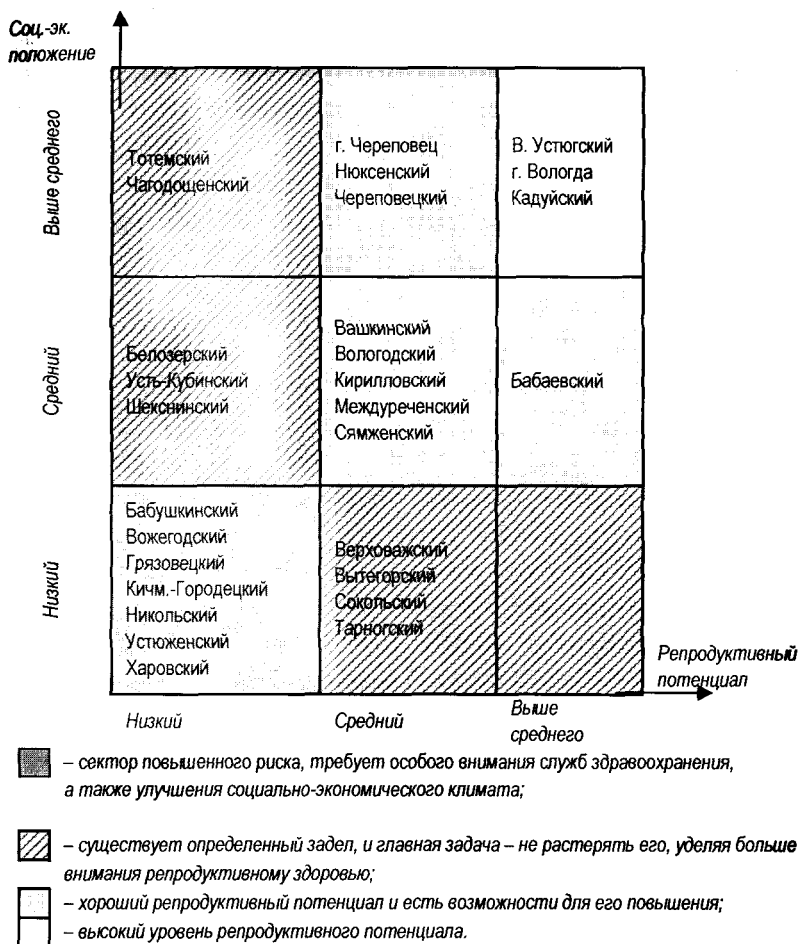 Соц.-эк.
положение
Выше среднего
Тотемский
Чагодощенский
г. Череповец
Нюксенский
Череповецкий
В. Устюгский
г. Вологда
Кадуйский
Средний
Белозерский
Усть-Кубинский
Шекснинский
Вашкинский
Вологодский
Кирилловский
Междуреченский
Сямженский
Бабаевский
Низкий
Бабушкинский
Вожегодский
Грязовецкий
Кичм.-Городецкий
Никольский
Устюженский
Харовский
Верховажский
Вытегорский
Сокольский
Тарногский
Репродуктивный
потенциал
Низкий
Средний
Выше
среднего
– сектор повышенного риска, требует особого внимания служб здравоохранения,
а также улучшения социально-экономического климата;
– существует определенный задел, и главная задача – не растерять его, уделяя больше
внимания репродуктивному здоровью;
– хороший репродуктивный потенциал и есть возможности для его повышения;
– высокий уровень репродуктивного потенциала.